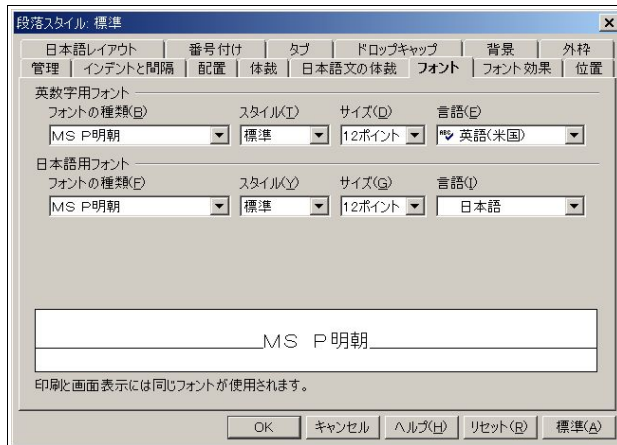 段落スタイル: 標準
日本語レイアウト 番号付け タブ ドロップキャップ 背景 外枠
管理 インデントと間隔 配置 体裁 日本語文の体裁 フォント フォント効果 位置
英数字用フォント
フォントの種類(B) スタイル(T) サイズ(D) 言語(E)
MS P明朝 標準 12ポイント 英語(米国)
日本語用フォント
フォントの種類(F) スタイル(Y) サイズ(G) 言語(I)
MS P明朝 標準 12ポイント 日本語
MS P明朝
印刷と画面表示には同じフォントが使用されます。
OK キャンセル ヘルプ(H) リセット(R) 標準(A)